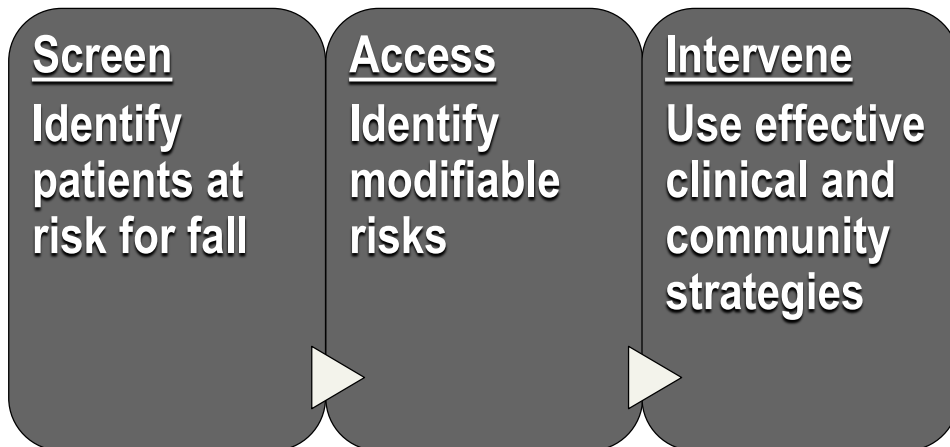 Screen
Identify
patients at
risk for fall
Access
Identify
modifiable
risks
Intervene
Use effective
clinical and
community
strategies